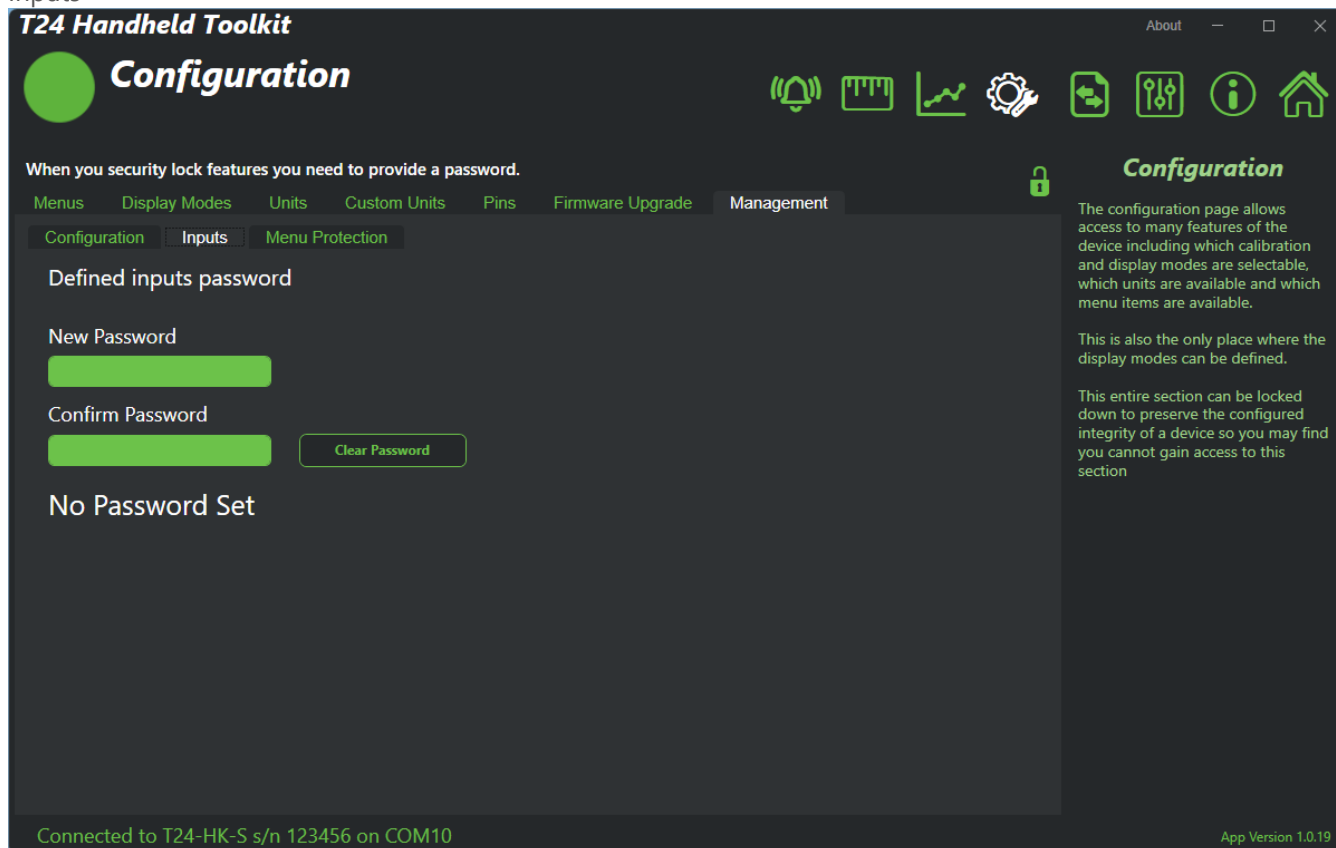 Inputs
T24 Handheld Toolkit
About
Configuration
When you security lock features you need to provide a password.
Menus Display Modes Units Custom Units Pins Firmware Upgrade Management
Configuration Inputs Menu Protection
Defined inputs password
New Password
Confirm Password
Clear Password
No Password Set
Configuration
The configuration page allows
access to many features of the
device including which calibration
and display modes are selectable,
which units are available and which
menu items are available.
This is also the only place where the
display modes can be defined.
This entire section can be locked
down to preserve the configured
integrity of a device so you may find
you cannot gain access to this
section
Connected to T24-HK-S s/n 123456 on COM10
App Version 1.0.19